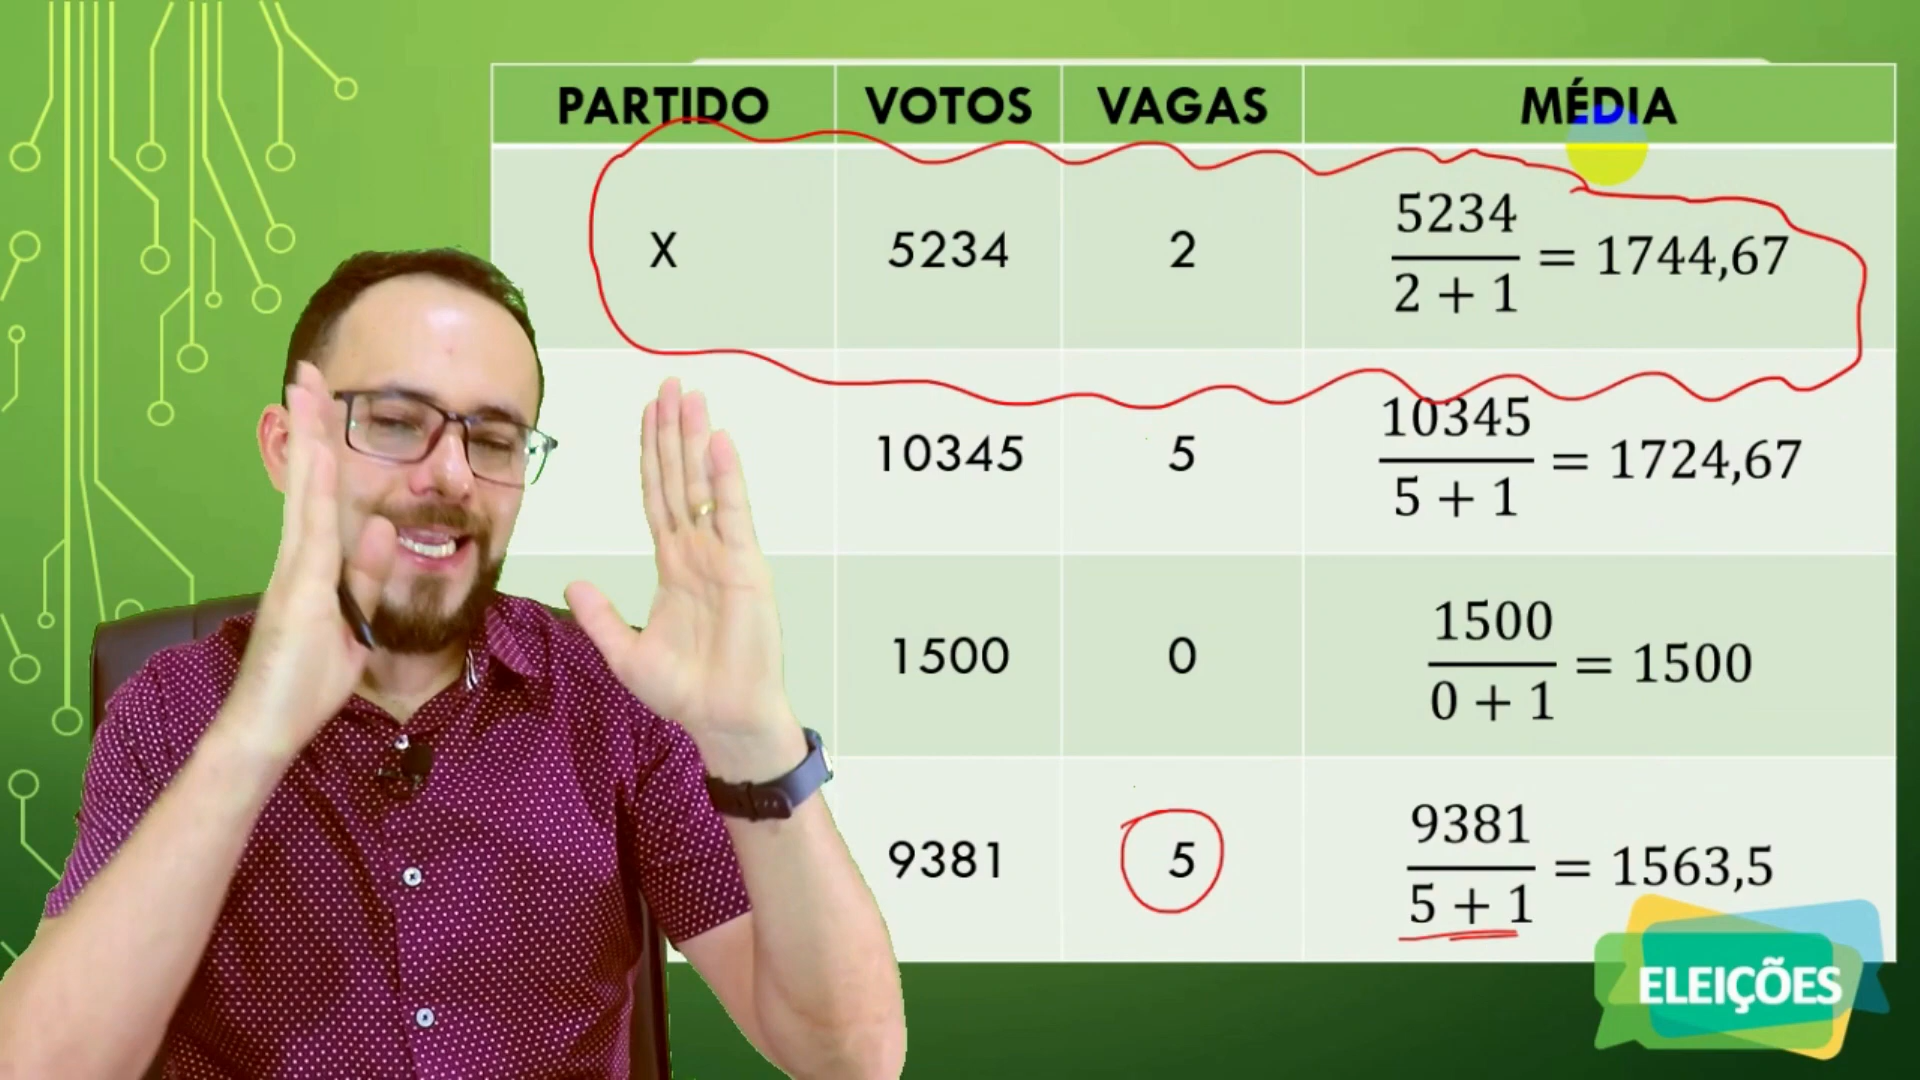 PARTIDO VOTOS VAGAS MÉDIA
X 5234 2 5234 / 2 + 1 = 1744,67
10345 5 10345 / 5 + 1 = 1724,67
1500 0 1500 / 0 + 1 = 1500
9381 5 9381 / 5 + 1 = 1563,5
ELEIÇÕES